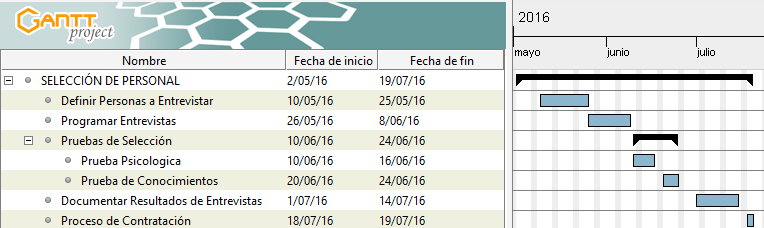 GANTT
project
2016
mayo junio julio
Nombre Fecha de inicio Fecha de fin
SELECCIÓN DE PERSONAL 2/05/16 19/07/16
Definir Personas a Entrevistar 10/05/16 25/05/16
Programar Entrevistas 26/05/16 8/06/16
Pruebas de Selección 10/06/16 24/06/16
Prueba Psicologica 10/06/16 16/06/16
Prueba de Conocimientos 20/06/16 24/06/16
Documentar Resultados de Entrevistas 1/07/16 14/07/16
Proceso de Contratación 18/07/16 19/07/16